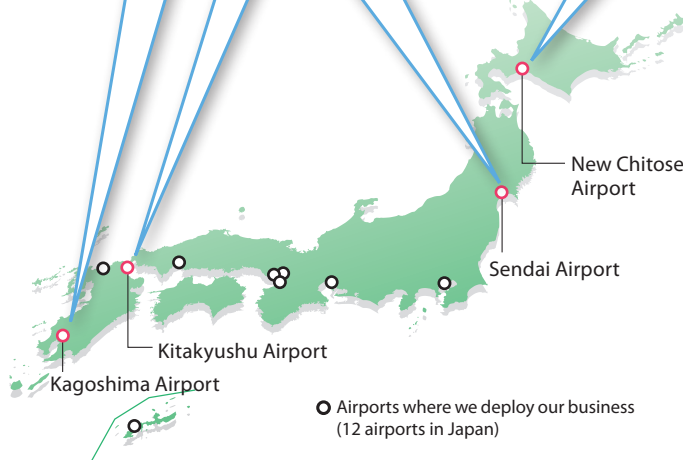 New Chitose
Airport
Sendai Airport
Kitakyushu Airport
Kagoshima Airport
Airports where we deploy our business
(12 airports in Japan)